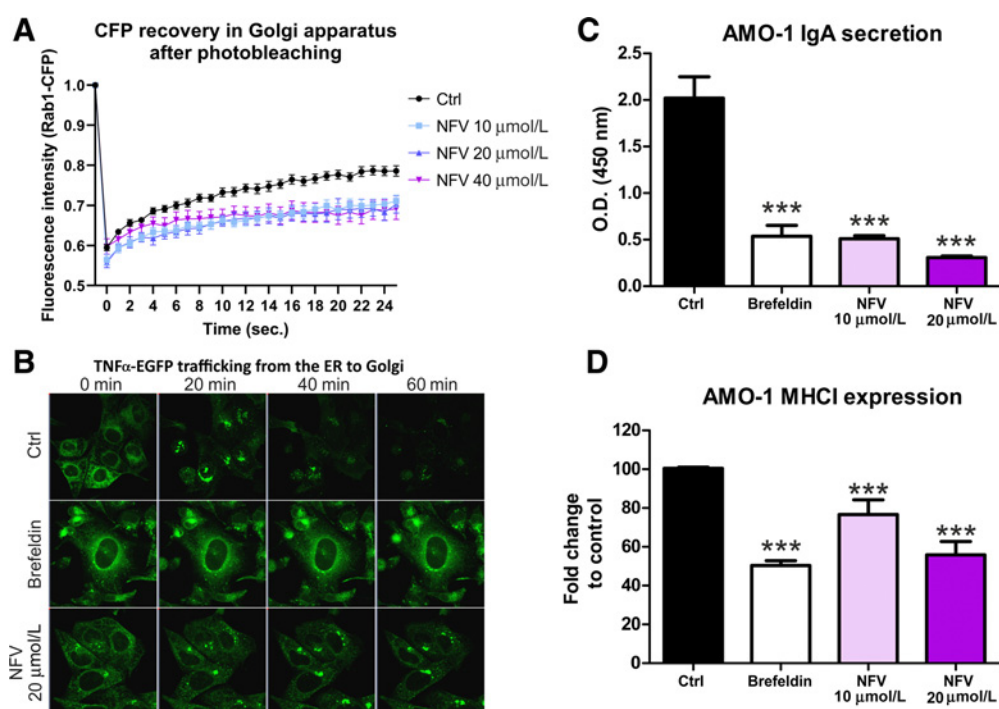 A
CFP recovery in Golgi apparatus
after photobleaching
Fluorescence intensity (Rab1-CFP)
1.0
0.9
0.8
0.7
0.6
0.5
0 2 4 6 8 10 12 14 16 18 20 22 24
Time (sec.)
Ctrl
NFV 10 μmol/L
NFV 20 μmol/L
NFV 40 μmol/L
B
TNFα-EGFP trafficking from the ER to Golgi
0 min 20 min 40 min 60 min
Ctrl
Brefeldin
NFV
20 μmol/L
C
AMO-1 IgA secretion
O.D. (450 nm)
2.5
2.0
1.5
1.0
0.5
0.0
*** *** ***
Ctrl Brefeldin NFV NFV
10 μmol/L 20 μmol/L
D
AMO-1 MHCI expression
Fold change
to control
120
100
80
60
40
20
0
*** *** ***
Ctrl Brefeldin NFV NFV
10 μmol/L 20 μmol/L